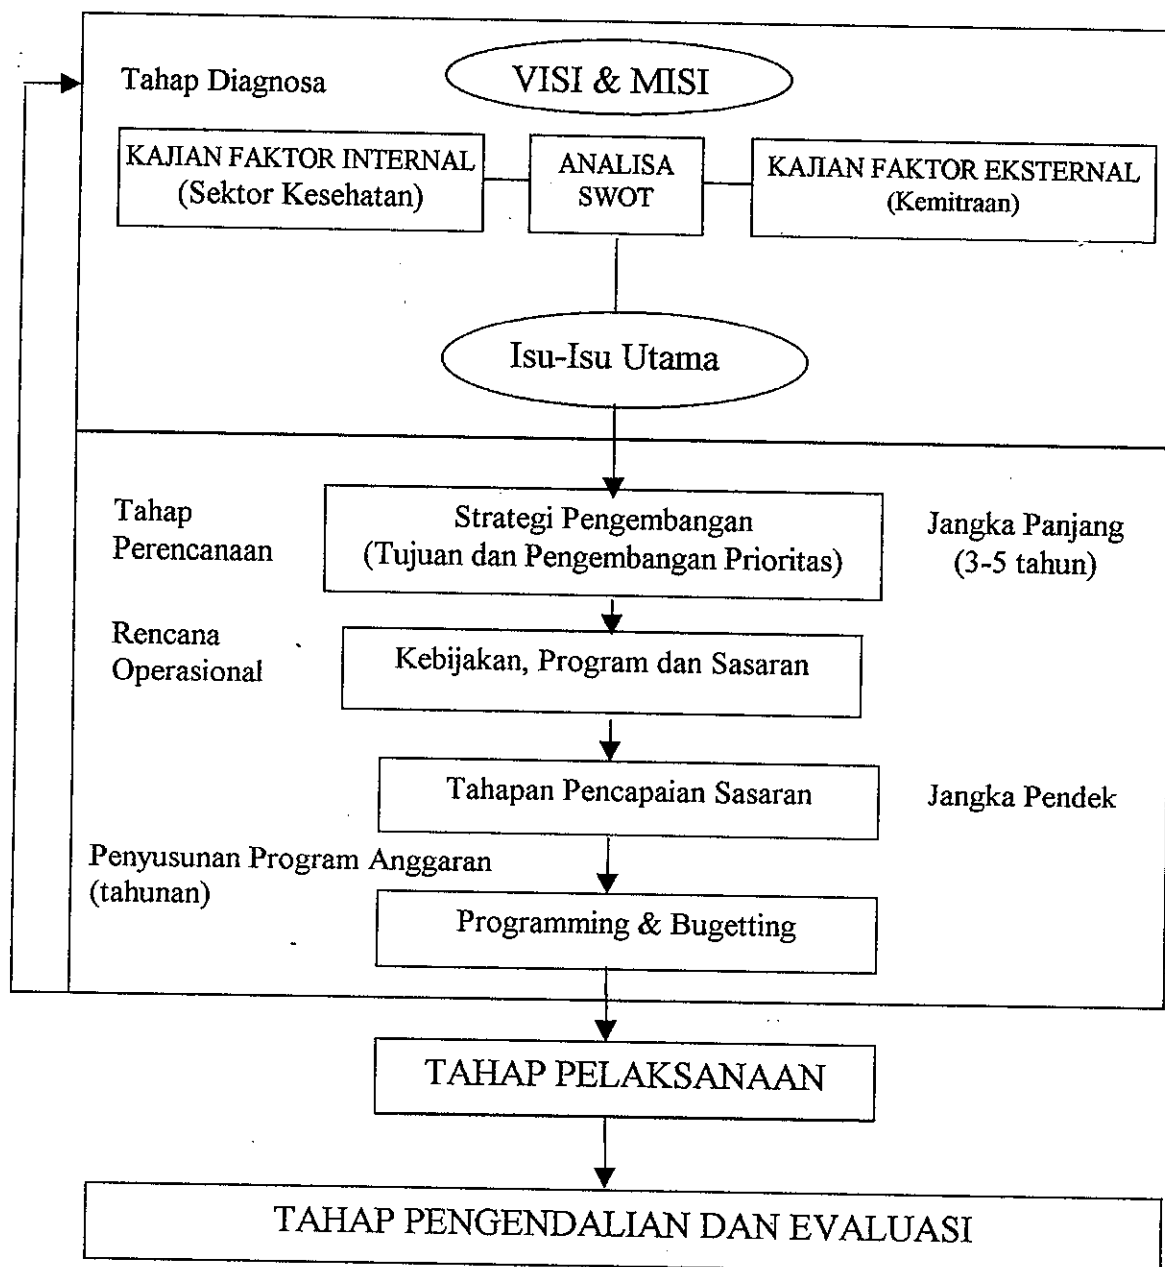 Tahap Diagnosa
VISI & MISI
KAJIAN FAKTOR INTERNAL
(Sektor Kesehatan)
ANALISA
SWOT
KAJIAN FAKTOR EKSTERNAL
(Kemitraan)
Isu-Isu Utama
Tahap
Perencanaan
Strategi Pengembangan
(Tujuan dan Pengembangan Prioritas)
Jangka Panjang
(3-5 tahun)
Rencana
Operasional
Kebijakan, Program dan Sasaran
Tahapan Pencapaian Sasaran
Jangka Pendek
Penyusunan Program Anggaran
(tahunan)
Programming & Bugetting
TAHAP PELAKSANAAN
TAHAP PENGENDALIAN DAN EVALUASI